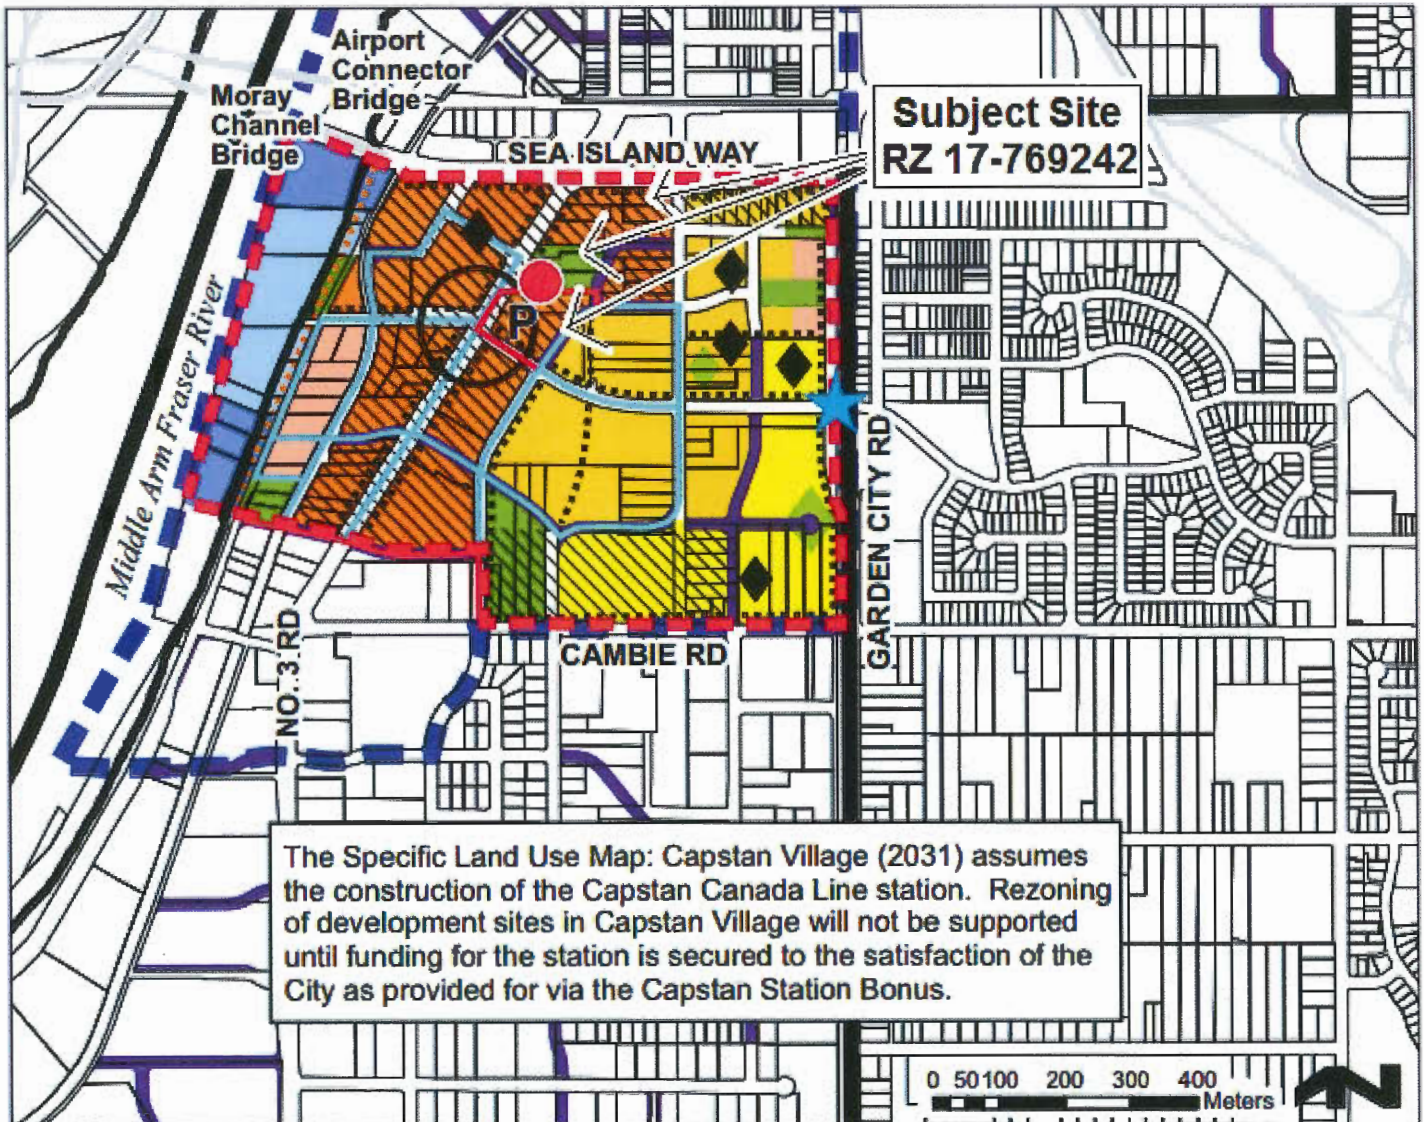 Airport
Connector
Bridge
Moray
Channel
Bridge
SEA ISLAND WAY
Subject Site
RZ 17-769242
P
Middle Arm Fraser River
GARDEN CITY RD
NO. 3 RD
CAMBIE RD
The Specific Land Use Map: Capstan Village (2031) assumes
the construction of the Capstan Canada Line station. Rezoning
of development sites in Capstan Village will not be supported
until funding for the station is secured to the satisfaction of the
City as provided for via the Capstan Station Bonus.
0 50 100 200 300 400
Meters